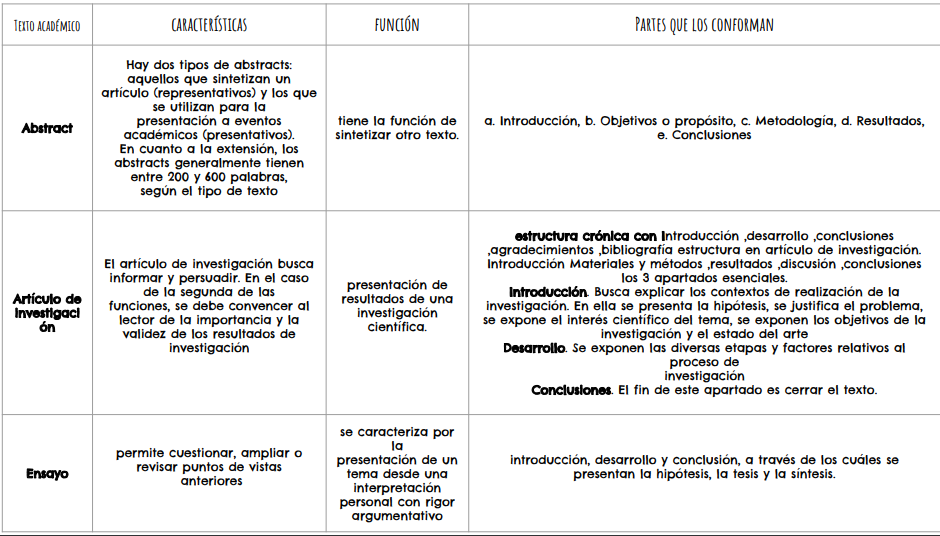 Texto académico
CARACTERÍSTICAS
FUNCIÓN
Partes que los conforman
Abstract
Hay dos tipos de abstracts:
aquellos que sintetizan un
artículo (representativos) y los que
se utilizan para la
presentación a eventos
académicos (presentativos).
En cuanto a la extensión, los
abstracts generalmente tienen
entre 200 y 600 palabras,
según el tipo de texto
tiene la función de
sintetizar otro texto.
a. Introducción, b. Objetivos o propósito, c. Metodología, d. Resultados,
e. Conclusiones
Artículo de
investigaci
ón
El artículo de investigación busca
informar y persuadir. En el caso
de la segunda de las
funciones, se debe convencer al
lector de la importancia y la
validez de los resultados de
investigación
presentación de
resultados de una
investigación
científica.
estructura crónica con Introducción ,desarrollo ,conclusiones
,agradecimientos ,bibliografía estructura en artículo de investigación.
Introducción Materiales y métodos ,resultados ,discusión ,conclusiones
los 3 apartados esenciales.
Introducción. Busca explicar los contextos de realización de la
investigación. En ella se presenta la hipótesis, se justifica el problema,
se expone el interés científico del tema, se exponen los objetivos de la
investigación y el estado del arte
Desarrollo. Se exponen las diversas etapas y factores relativos al
proceso de
investigación
Conclusiones. El fin de este apartado es cerrar el texto.
Ensayo
permite cuestionar, ampliar o
revisar puntos de vistas
anteriores
se caracteriza por
la
presentación de un
tema desde una
interpretación
personal con rigor
argumentativo
introducción, desarrollo y conclusión, a través de los cuáles se
presentan la hipótesis, la tesis y la síntesis.